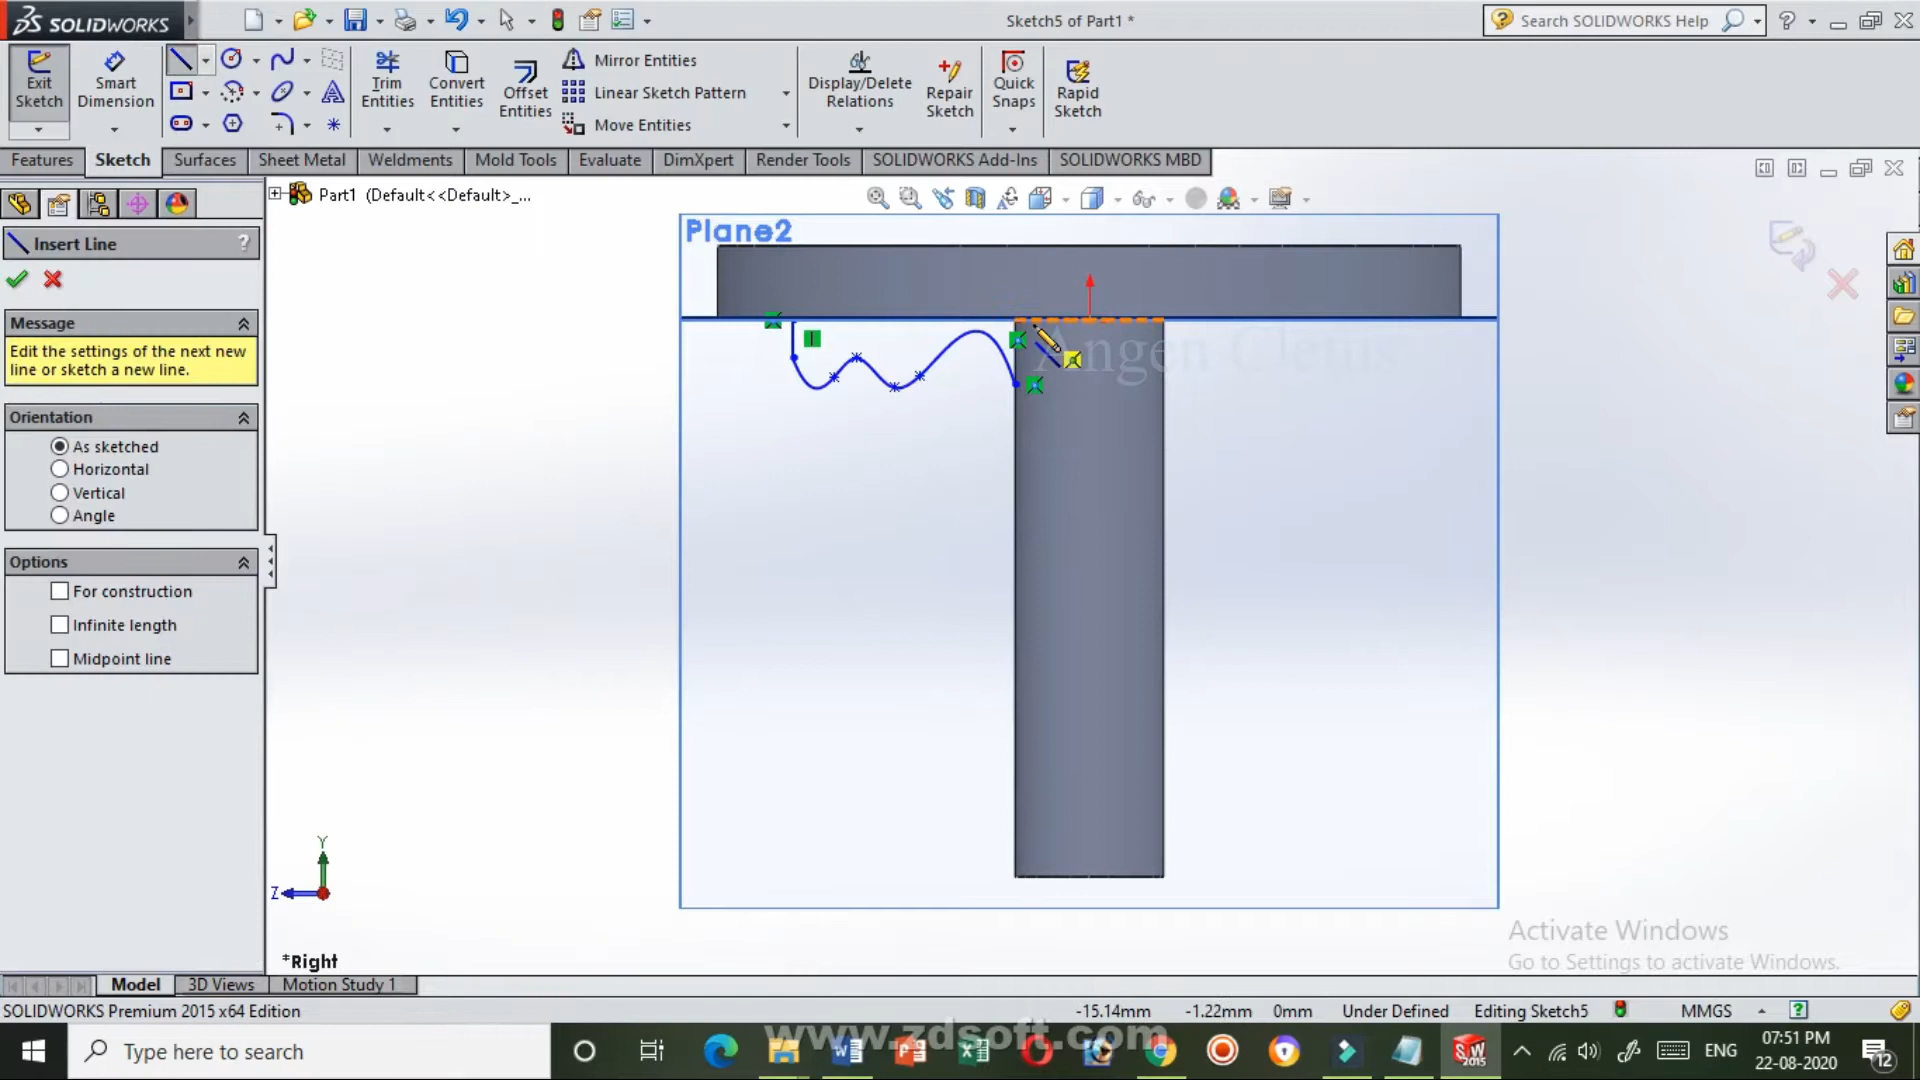 SOLIDWORKS
Sketch5 of Part1 *
Search SOLIDWORKS Help
Exit Sketch
Smart Dimension
Trim Entities
Convert Entities
Offset Entities
Mirror Entities
Linear Sketch Pattern
Move Entities
Display/Delete Relations
Repair Sketch
Quick Snaps
Rapid Sketch
Features
Sketch
Surfaces
Sheet Metal
Weldments
Mold Tools
Evaluate
DimXpert
Render Tools
SOLIDWORKS Add-Ins
SOLIDWORKS MBD
Part1 (Default<<Default>_...
Insert Line
?
Message
Edit the settings of the next new
line or sketch a new line.
Orientation
As sketched
Horizontal
Vertical
Angle
Options
For construction
Infinite length
Midpoint line
Plane2
Angen Cletus
Y
Z
*Right
Activate Windows
Go to Settings to activate Windows.
Model
3D Views
Motion Study 1
SOLIDWORKS Premium 2015 x64 Edition
-15.14mm
-1.22mm
0mm
Under Defined
Editing Sketch5
MMGS
www.zdsoft.com
Type here to search
SW
2015
ENG
07:51 PM
22-08-2020
12